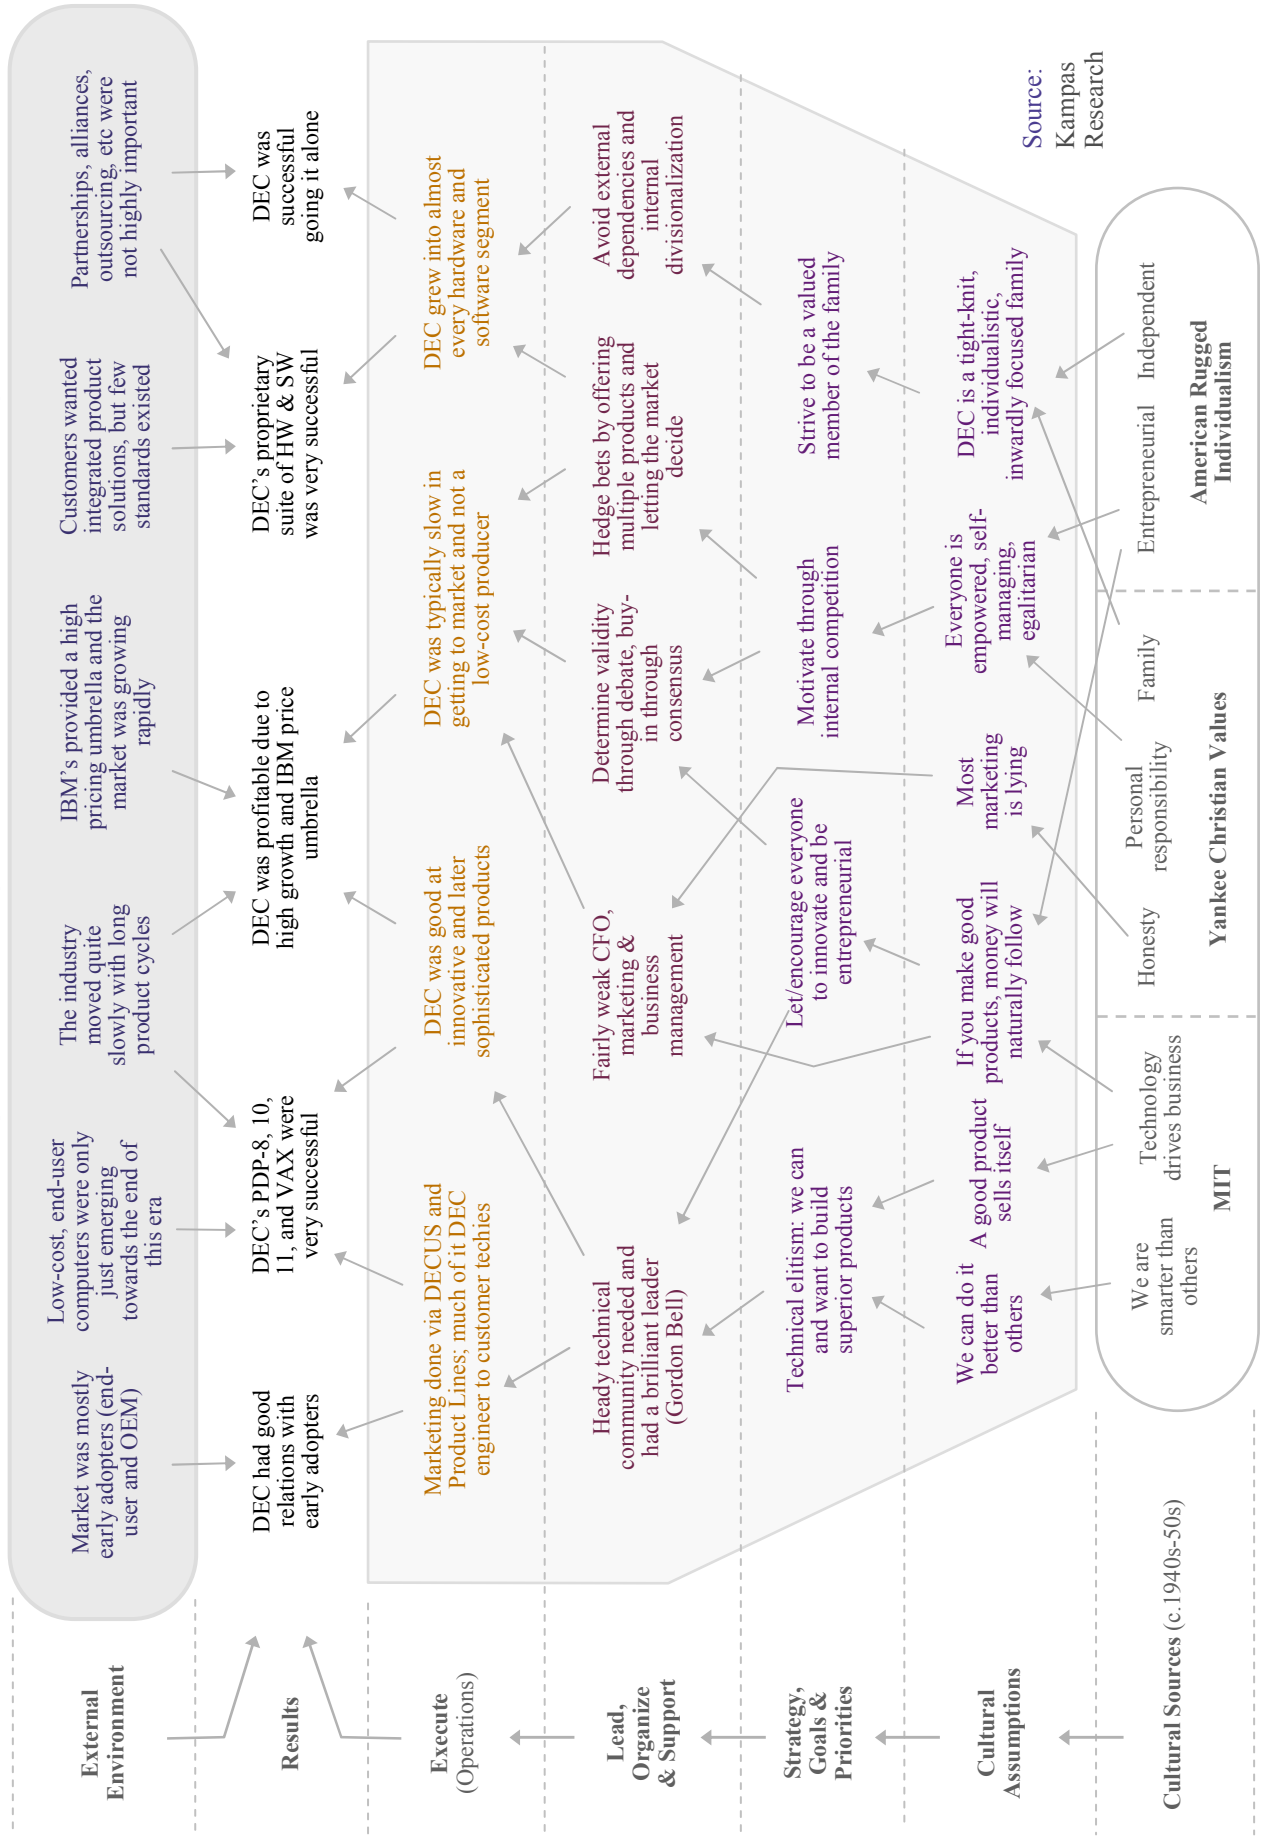 External
Environment
Market was mostly
early adopters (end-
user and OEM)
Low-cost, end-user
computers were only
just emerging
towards the end of
this era
The industry
moved quite
slowly with long
product cycles
IBM’s provided a high
pricing umbrella and the
market was growing
rapidly
Customers wanted
integrated product
solutions, but few
standards existed
Partnerships, alliances,
outsourcing, etc were
not highly important
Results
DEC had good
relations with
early adopters
DEC’s PDP-8, 10,
11, and VAX were
very successful
DEC was profitable due to
high growth and IBM price
umbrella
DEC’s proprietary
suite of HW & SW
was very successful
DEC was
successful
going it alone
Execute
(Operations)
Marketing done via DECUS and
Product Lines; much of it DEC
engineer to customer techies
DEC was good at
innovative and later
sophisticated products
DEC was typically slow in
getting to market and not a
low-cost producer
DEC grew into almost
every hardware and
software segment
Lead,
Organize
& Support
Heady technical
community needed and
had a brilliant leader
(Gordon Bell)
Fairly weak CFO,
marketing &
business
management
Determine validity
through debate, buy-
in through
consensus
Hedge bets by offering
multiple products and
letting the market
decide
Avoid external
dependencies and
internal
divisionalization
Strategy,
Goals &
Priorities
Technical elitism: we can
and want to build
superior products
Let/encourage everyone
to innovate and be
entrepreneurial
Motivate through
internal competition
Strive to be a valued
member of the family
Cultural
Assumptions
We can do it
better than
others
A good product
sells itself
If you make good
products, money will
naturally follow
Most
marketing
is lying
Everyone is
empowered, self-
managing,
egalitarian
DEC is a tight-knit,
individualistic,
inwardly focused family
Cultural Sources (c.1940s-50s)
We are
smarter than
others
Technology
drives business
MIT
Honesty
Personal
responsibility
Family
Yankee Christian Values
Entrepreneurial
Independent
American Rugged
Individualism
Source:
Kampas
Research